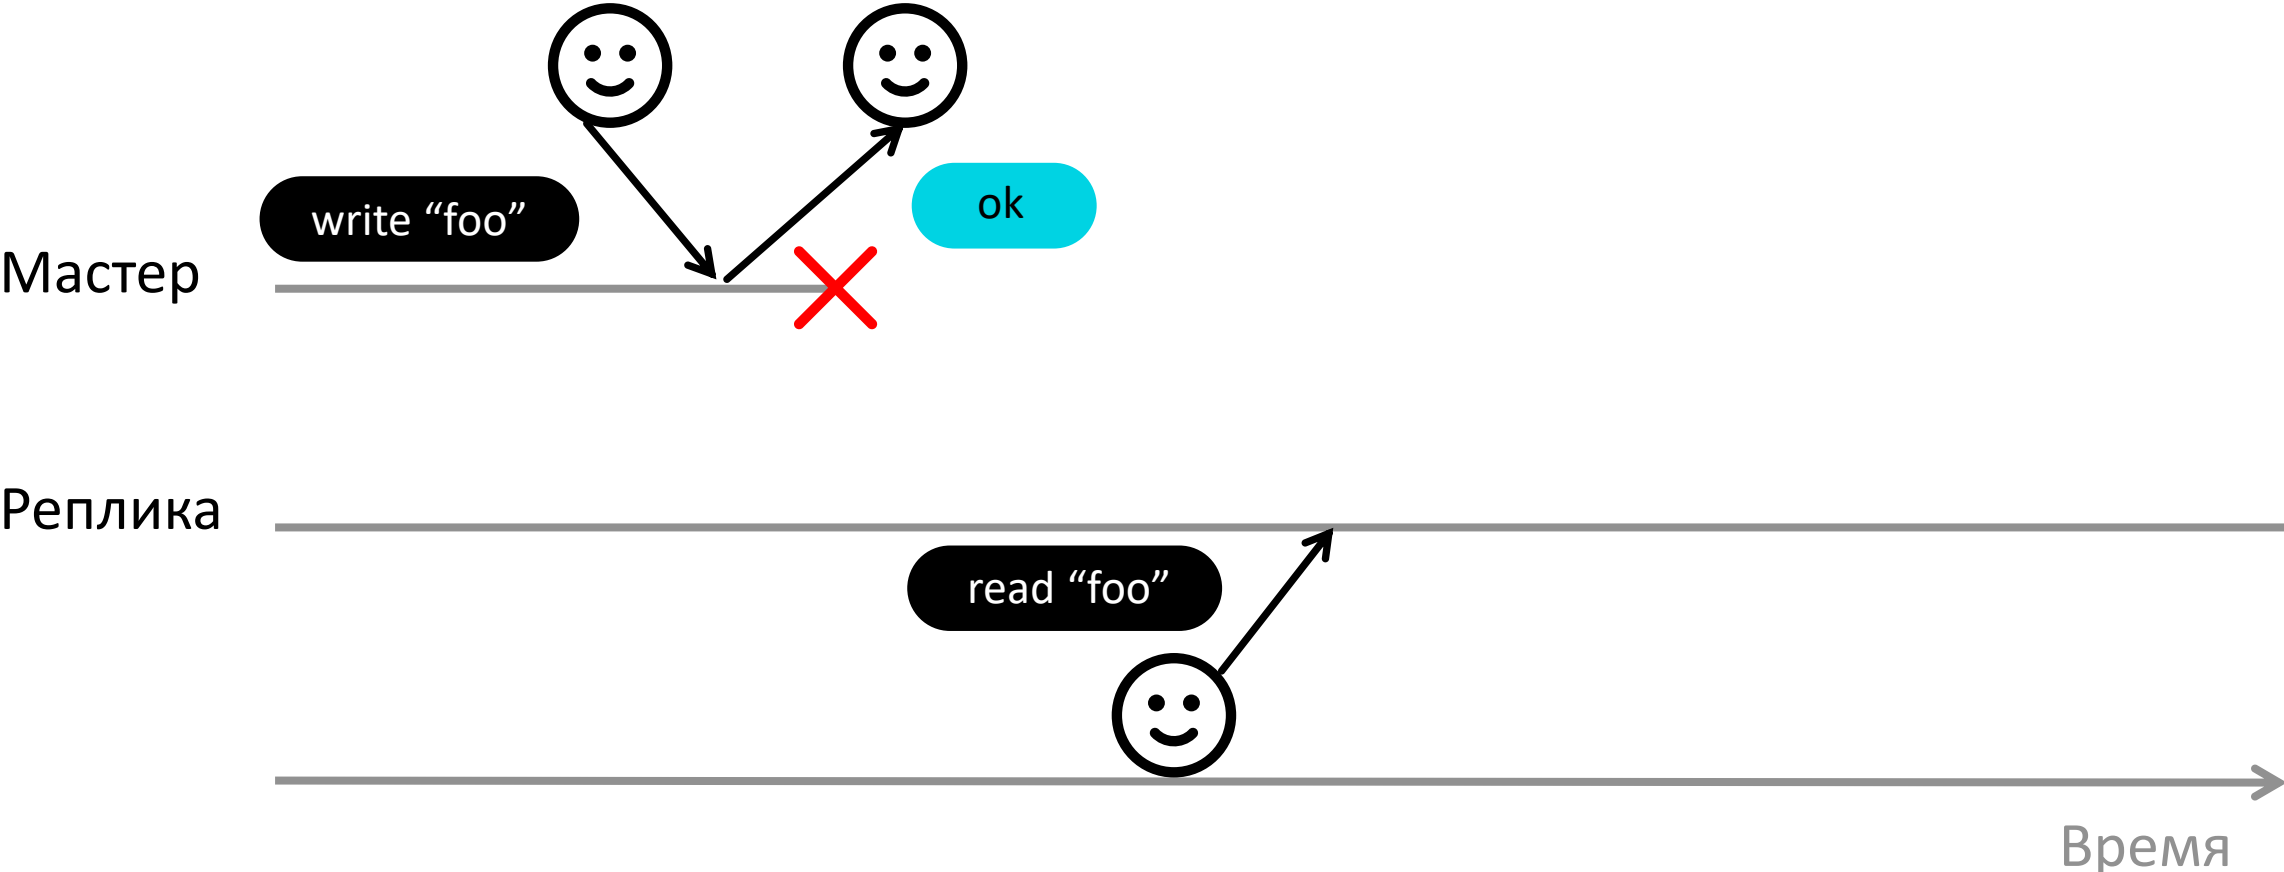 write “foo”
ok
Мастер
Реплика
read “foo”
Время